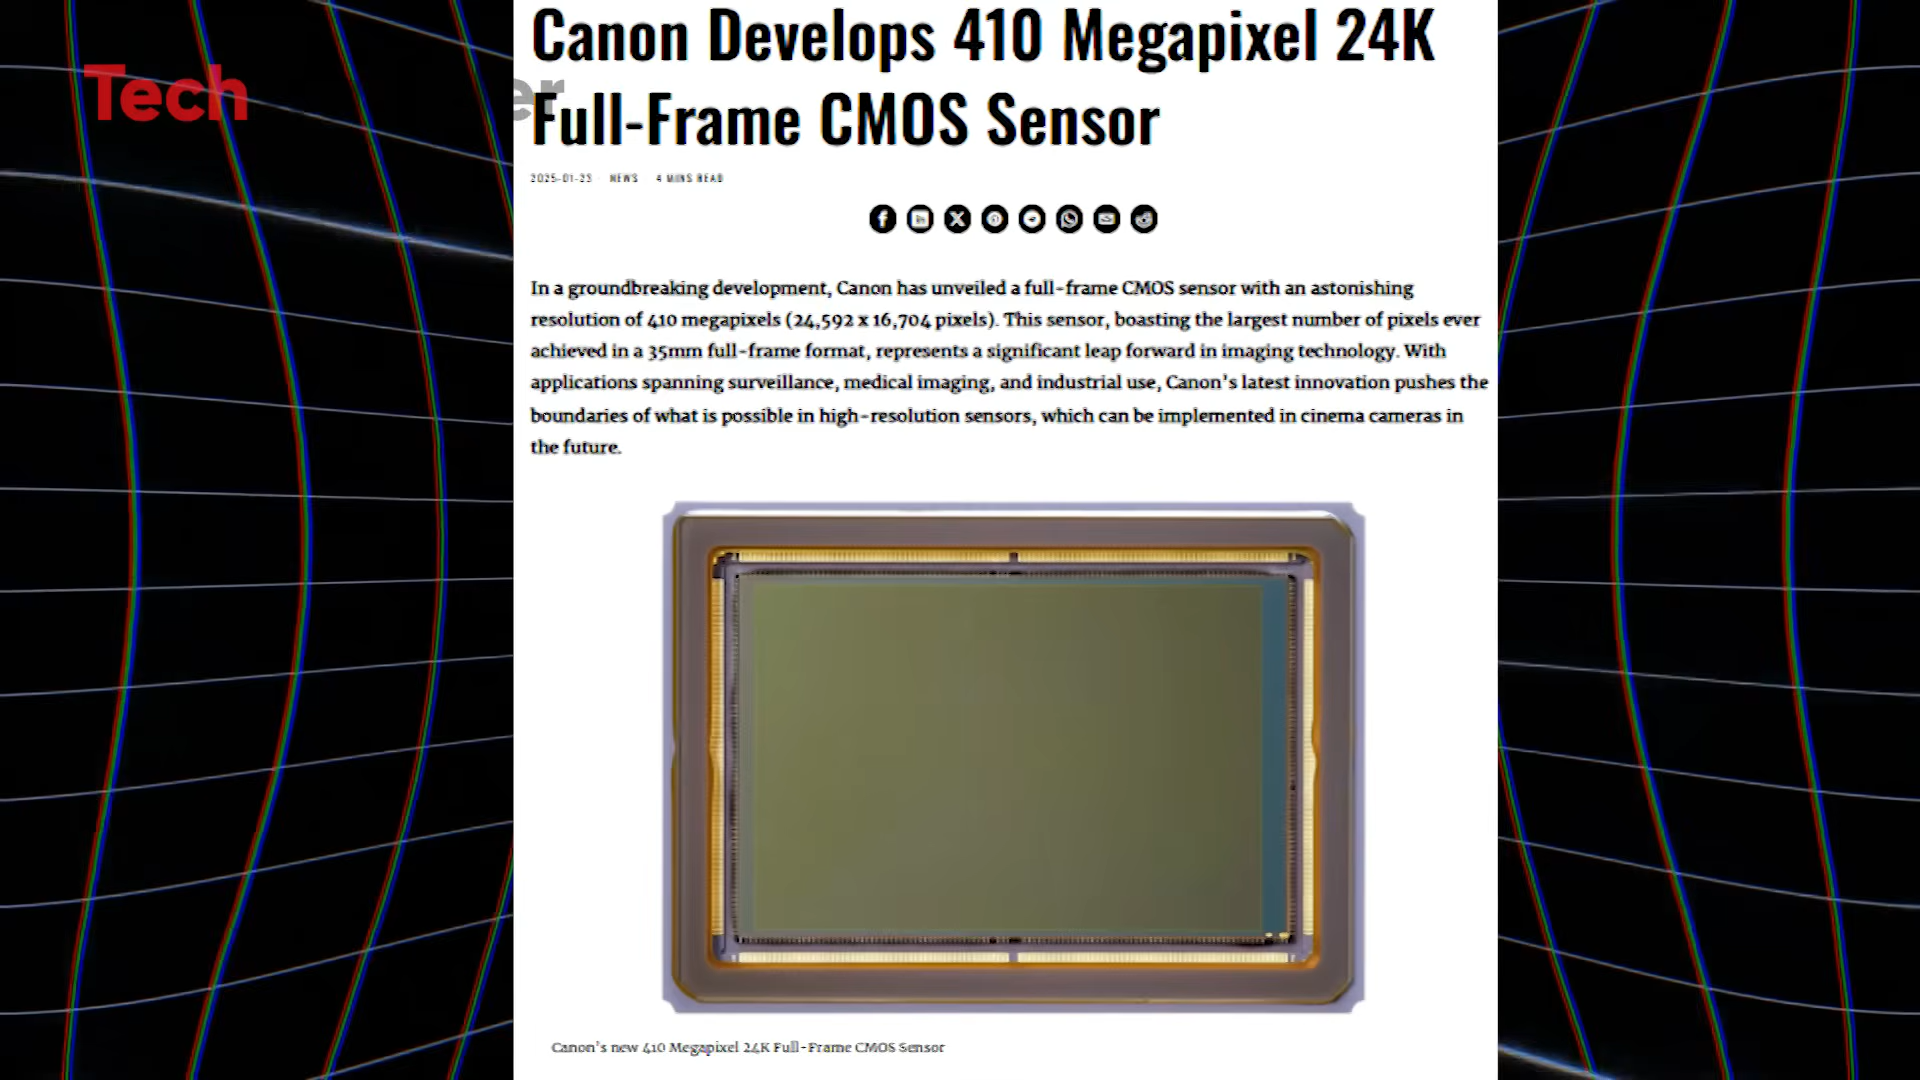 Canon Develops 410 Megapixel 24K
Tech
er
Full-Frame CMOS Sensor
2025-01-23 NEWS 4 MINS READ
In a groundbreaking development, Canon has unveiled a full-frame CMOS sensor with an astonishing
resolution of 410 megapixels (24,592 x 16,704 pixels). This sensor, boasting the largest number of pixels ever
achieved in a 35mm full-frame format, represents a significant leap forward in imaging technology. With
applications spanning surveillance, medical imaging, and industrial use, Canon's latest innovation pushes the
boundaries of what is possible in high-resolution sensors, which can be implemented in cinema cameras in
the future.
Canon's new 410 Megapixel 24K Full-Frame CMOS Sensor